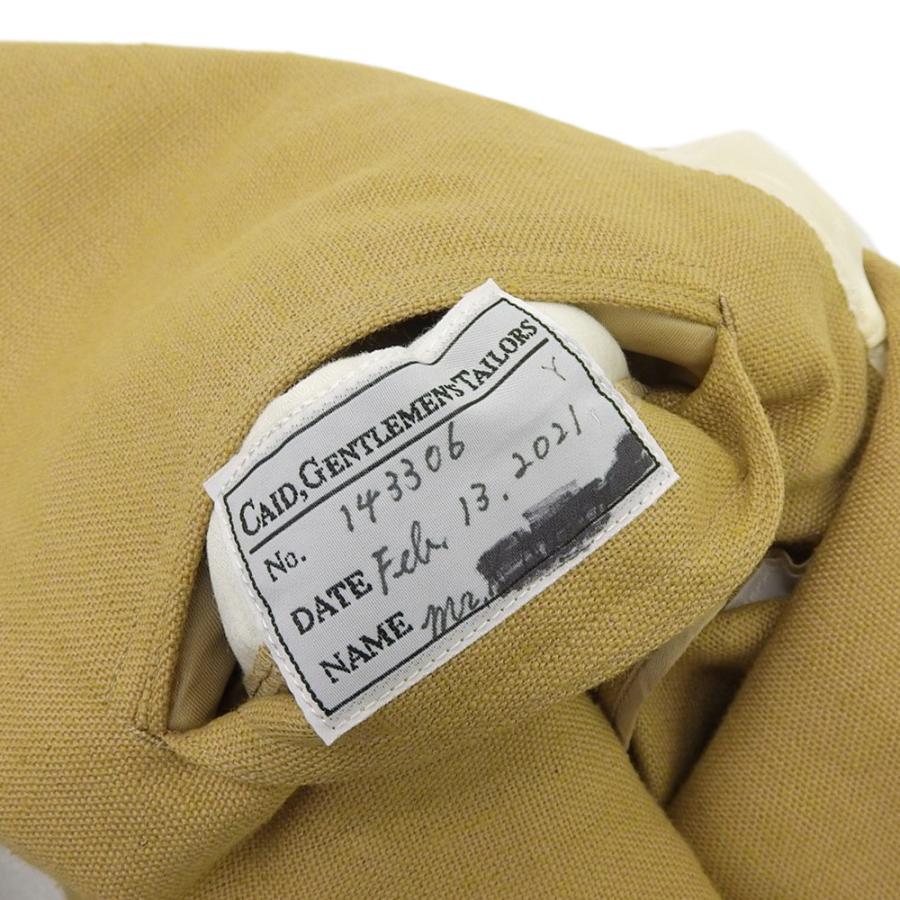 CAID, GENTLEMEN'S TAILORS
Y
No. 143306
DATE Feb. 13. 2021
NAME Mr.